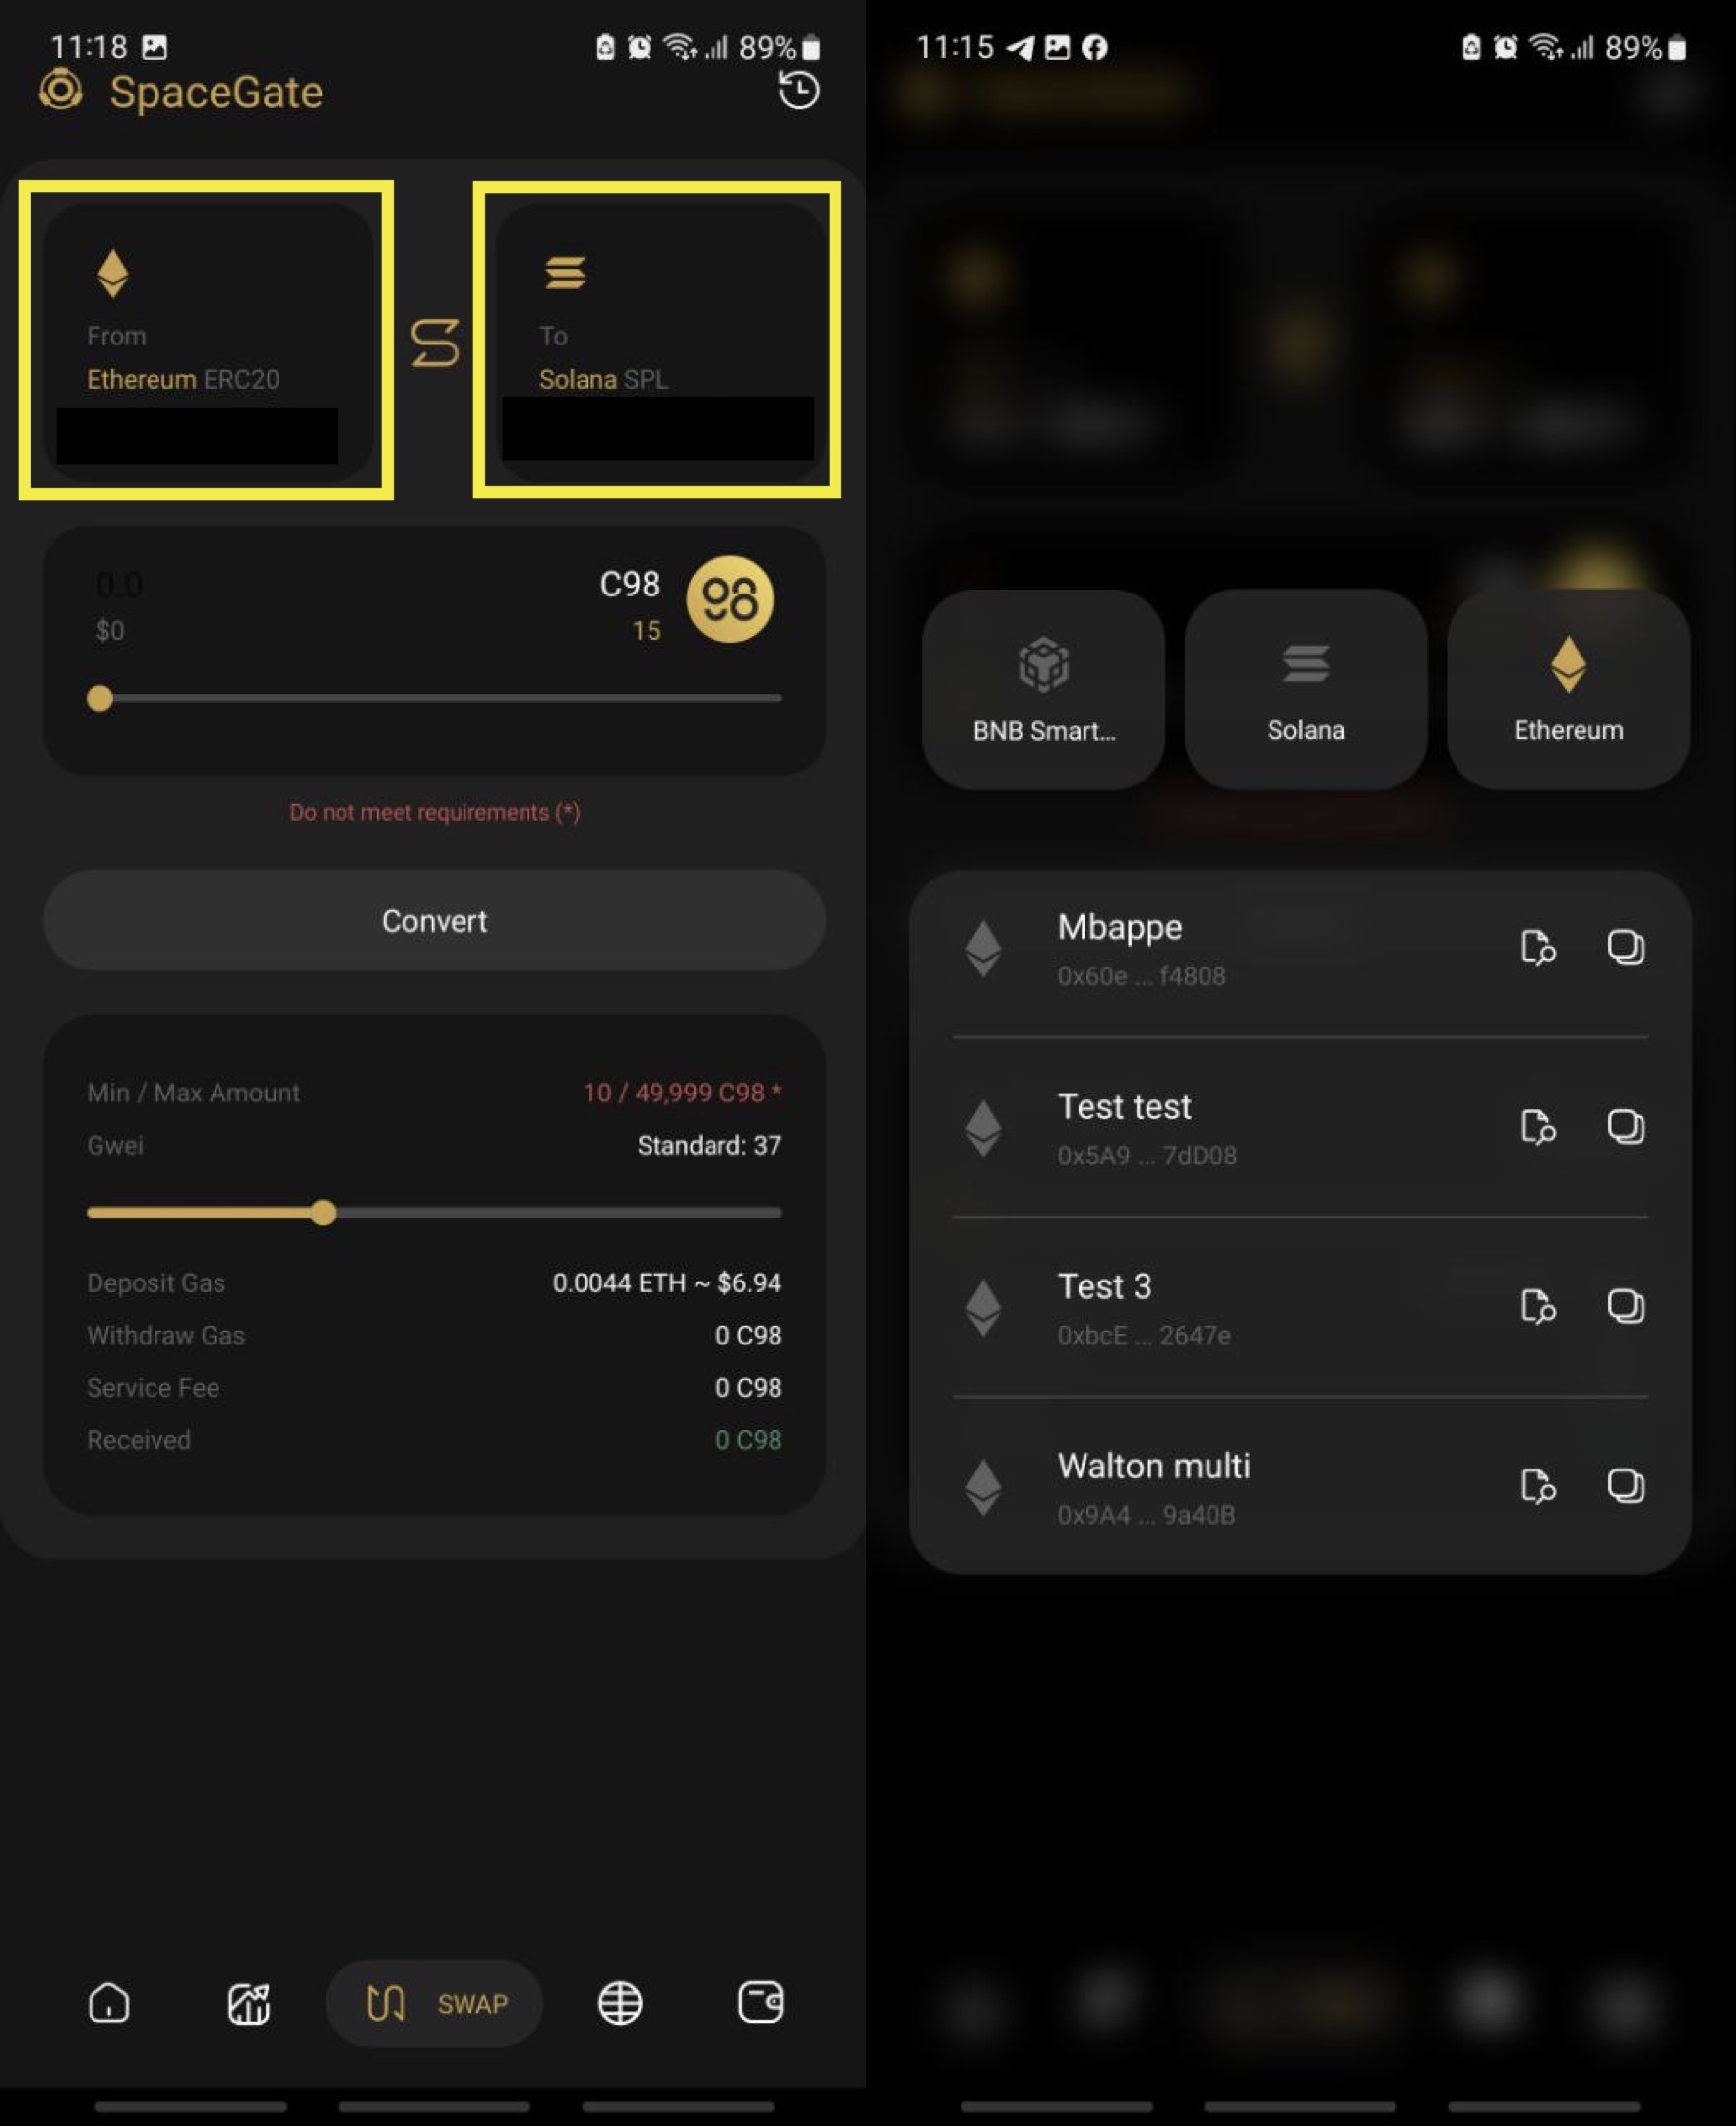 11:18
89%
SpaceGate
From
Ethereum ERC20
To
Solana SPL
0.0
C98
$0
15
Do not meet requirements (*)
Convert
Min / Max Amount
10 / 49,999 C98 *
Gwei
Standard: 37
Deposit Gas
0.0044 ETH ~ $6.94
Withdraw Gas
0 C98
Service Fee
0 C98
Received
0 C98
SWAP
11:15
89%
BNB Smart...
Solana
Ethereum
Mbappe
0x60e ... f4808
Test test
0x5A9 ... 7dD08
Test 3
0xbcE ... 2647e
Walton multi
0x9A4 ... 9a40B